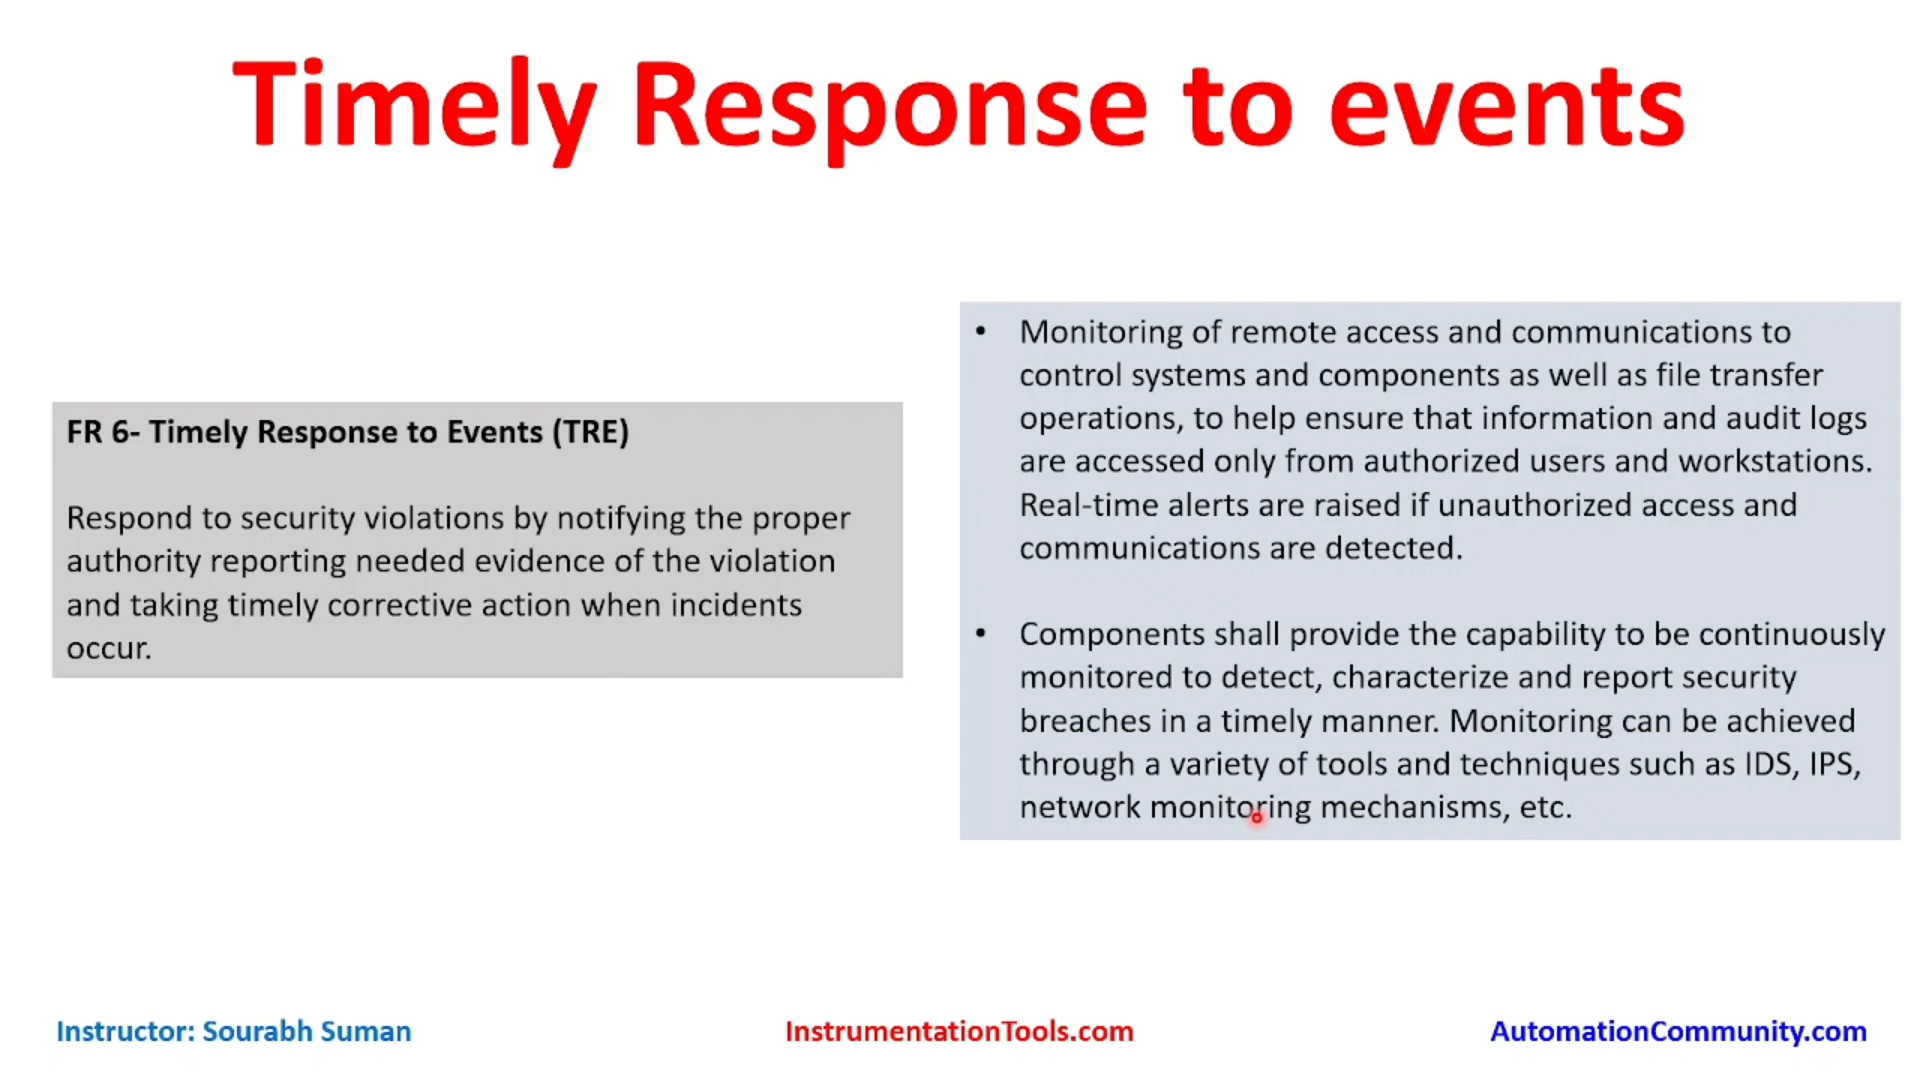 Timely Response to events
FR 6- Timely Response to Events (TRE)
Respond to security violations by notifying the proper
authority reporting needed evidence of the violation
and taking timely corrective action when incidents
occur.
• Monitoring of remote access and communications to
control systems and components as well as file transfer
operations, to help ensure that information and audit logs
are accessed only from authorized users and workstations.
Real-time alerts are raised if unauthorized access and
communications are detected.
• Components shall provide the capability to be continuously
monitored to detect, characterize and report security
breaches in a timely manner. Monitoring can be achieved
through a variety of tools and techniques such as IDS, IPS,
network monitoring mechanisms, etc.
Instructor: Sourabh Suman
InstrumentationTools.com
AutomationCommunity.com